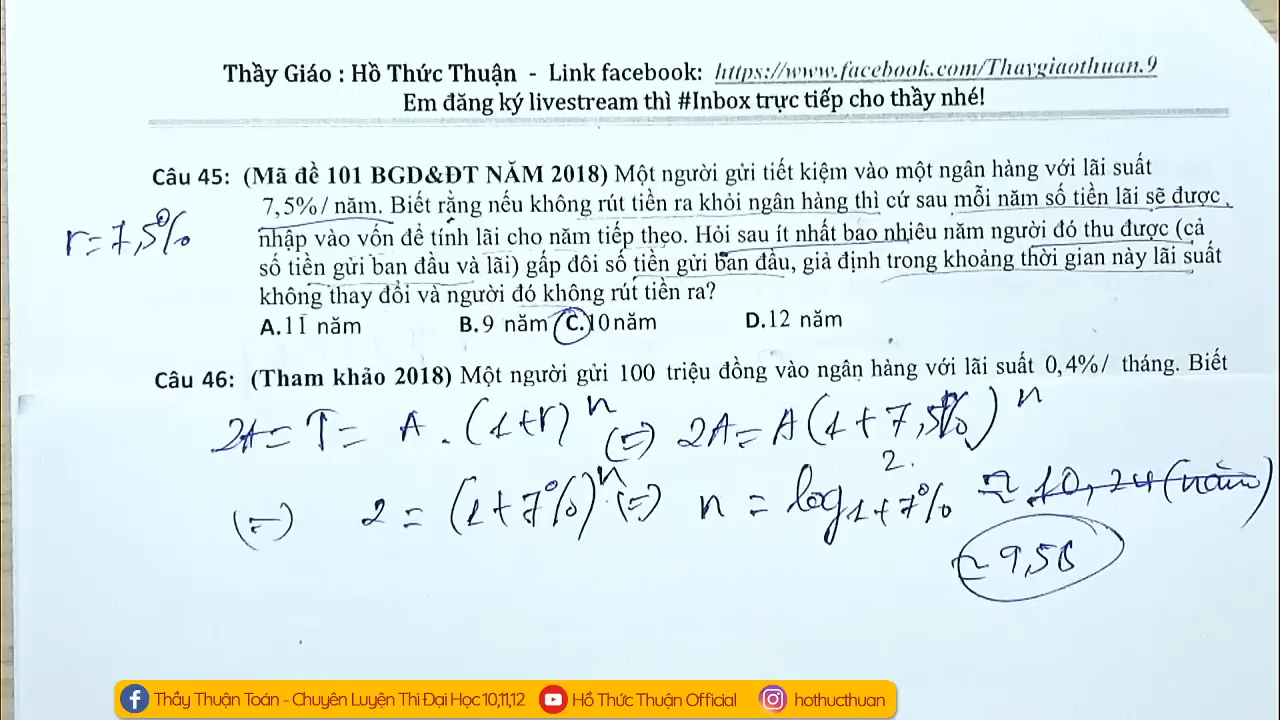 Thầy Giáo : Hồ Thức Thuận - Link facebook: https://www.facebook.com/Thaygiaothuan.9
Em đăng ký livestream thì #Inbox trực tiếp cho thầy nhé!
Câu 45: (Mã đề 101 BGD&ĐT NĂM 2018) Một người gửi tiết kiệm vào một ngân hàng với lãi suất
7,5%/ năm. Biết rằng nếu không rút tiền ra khỏi ngân hàng thì cứ sau mỗi năm số tiền lãi sẽ được
r=7,5%
nhập vào vốn để tính lãi cho năm tiếp theo. Hỏi sau ít nhất bao nhiêu năm người đó thu được (cả
số tiền gửi ban đầu và lãi) gấp đôi số tiền gửi ban đầu, giả định trong khoảng thời gian này lãi suất
không thay đổi và người đó không rút tiền ra?
A.11 năm B.9 năm C.10 năm D.12 năm
Câu 46: (Tham khảo 2018) Một người gửi 100 triệu đồng vào ngân hàng với lãi suất 0,4%/ tháng. Biết
2A = T = A . (1+r)^n (=) 2A = A(1+7,5%)^n
(=) 2 = (1+7%)^n (=) n = log_{1+7%} 2 ≈ 10,24 (năm)
≈ 9,58
Thầy Thuận Toán - Chuyên Luyện Thi Đại Học 10,11,12 Hồ Thức Thuận Official hothucthuan